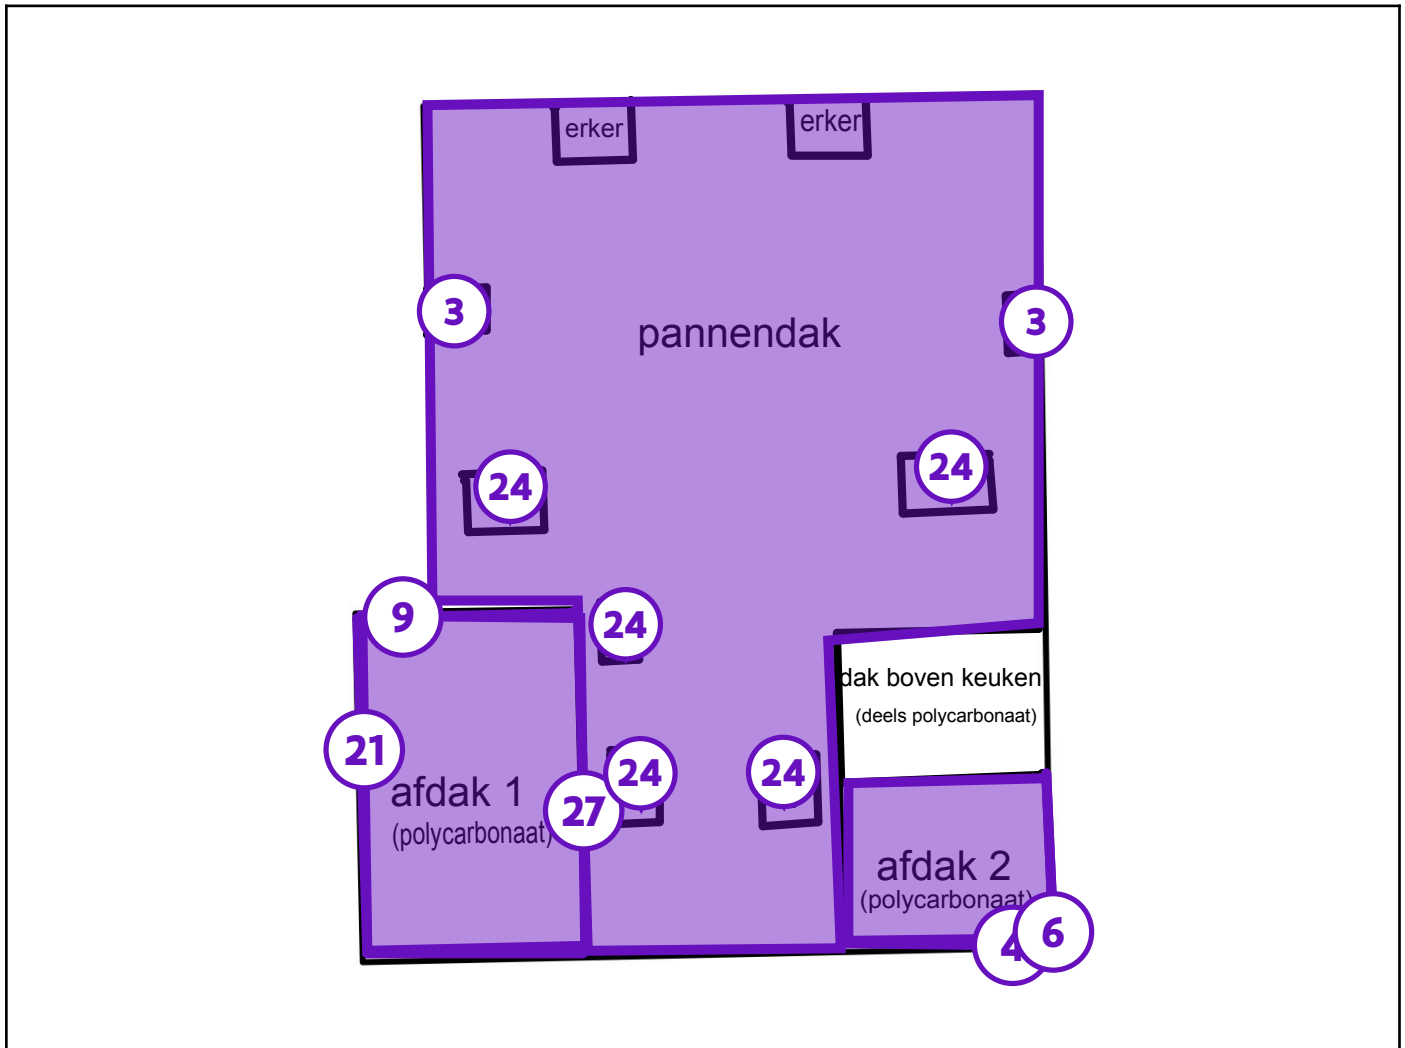 erker
erker
3
3
pannendak
24
24
9
24
dak boven keuken
(deels polycarbonaat)
21
24
24
afdak 1
27
(polycarbonaat)
afdak 2
(polycarbonaat)
4
6